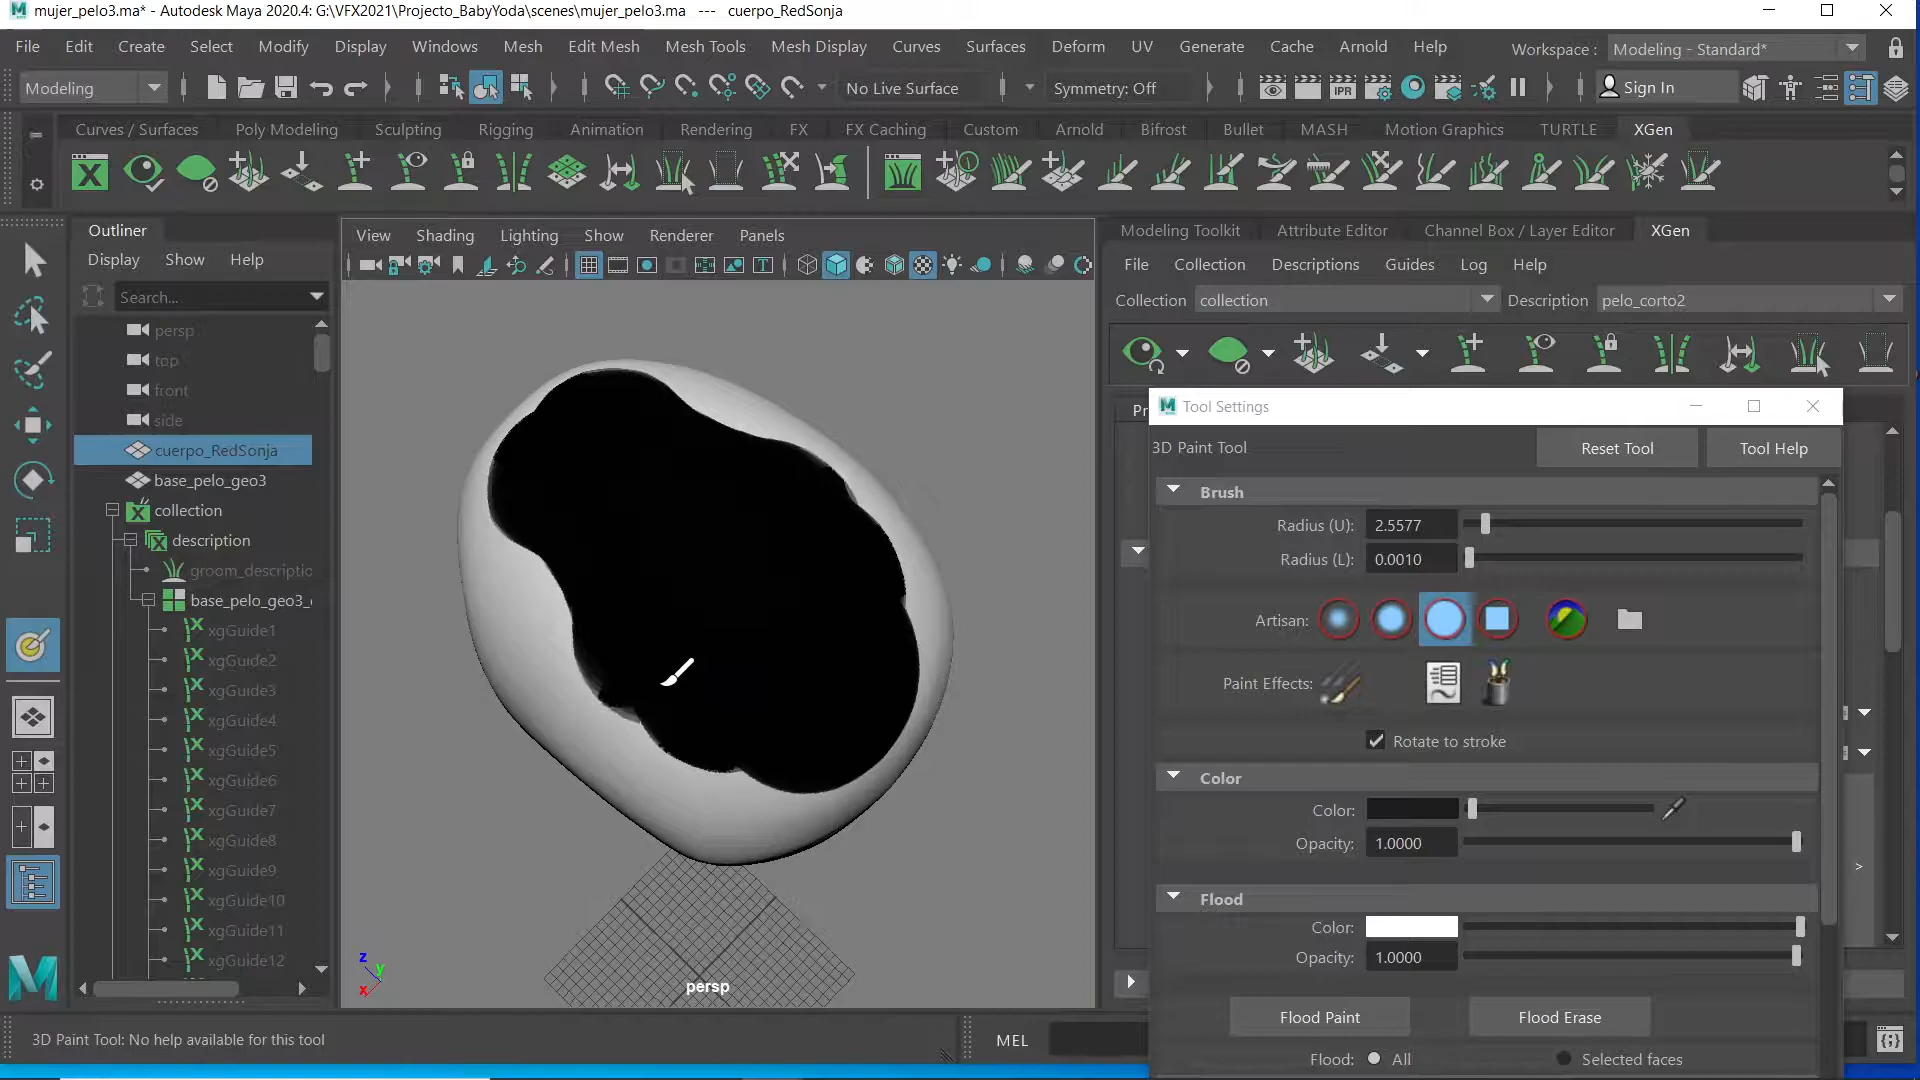 mujer_pelo3.ma* - Autodesk Maya 2020.4: G:\VFX2021\Projecto_BabyYoda\scenes\mujer_pelo3.ma --- cuerpo_RedSonja
File Edit Create Select Modify Display Windows Mesh Edit Mesh Mesh Tools Mesh Display Curves Surfaces Deform UV Generate Cache Arnold Help Workspace : Modeling - Standard*
Modeling No Live Surface Symmetry: Off IPR Sign In
Curves / Surfaces Poly Modeling Sculpting Rigging Animation Rendering FX FX Caching Custom Arnold Bifrost Bullet MASH Motion Graphics TURTLE XGen
Outliner
Display Show Help
Search...
persp
top
front
side
cuerpo_RedSonja
base_pelo_geo3
collection
description
groom_descriptio
base_pelo_geo3_
xgGuide1
xgGuide2
xgGuide3
xgGuide4
xgGuide5
xgGuide6
xgGuide7
xgGuide8
xgGuide9
xgGuide10
xgGuide11
xgGuide12
View Shading Lighting Show Renderer Panels
z
y
x
persp
Modeling Toolkit Attribute Editor Channel Box / Layer Editor XGen
File Collection Descriptions Guides Log Help
Collection collection Description pelo_corto2
Pr
Tool Settings
3D Paint Tool Reset Tool Tool Help
Brush
Radius (U): 2.5577
Radius (L): 0.0010
Artisan:
Paint Effects:
Rotate to stroke
Color
Color:
Opacity: 1.0000
Flood
Color:
Opacity: 1.0000
Flood Paint Flood Erase
Flood: All Selected faces
3D Paint Tool: No help available for this tool
MEL